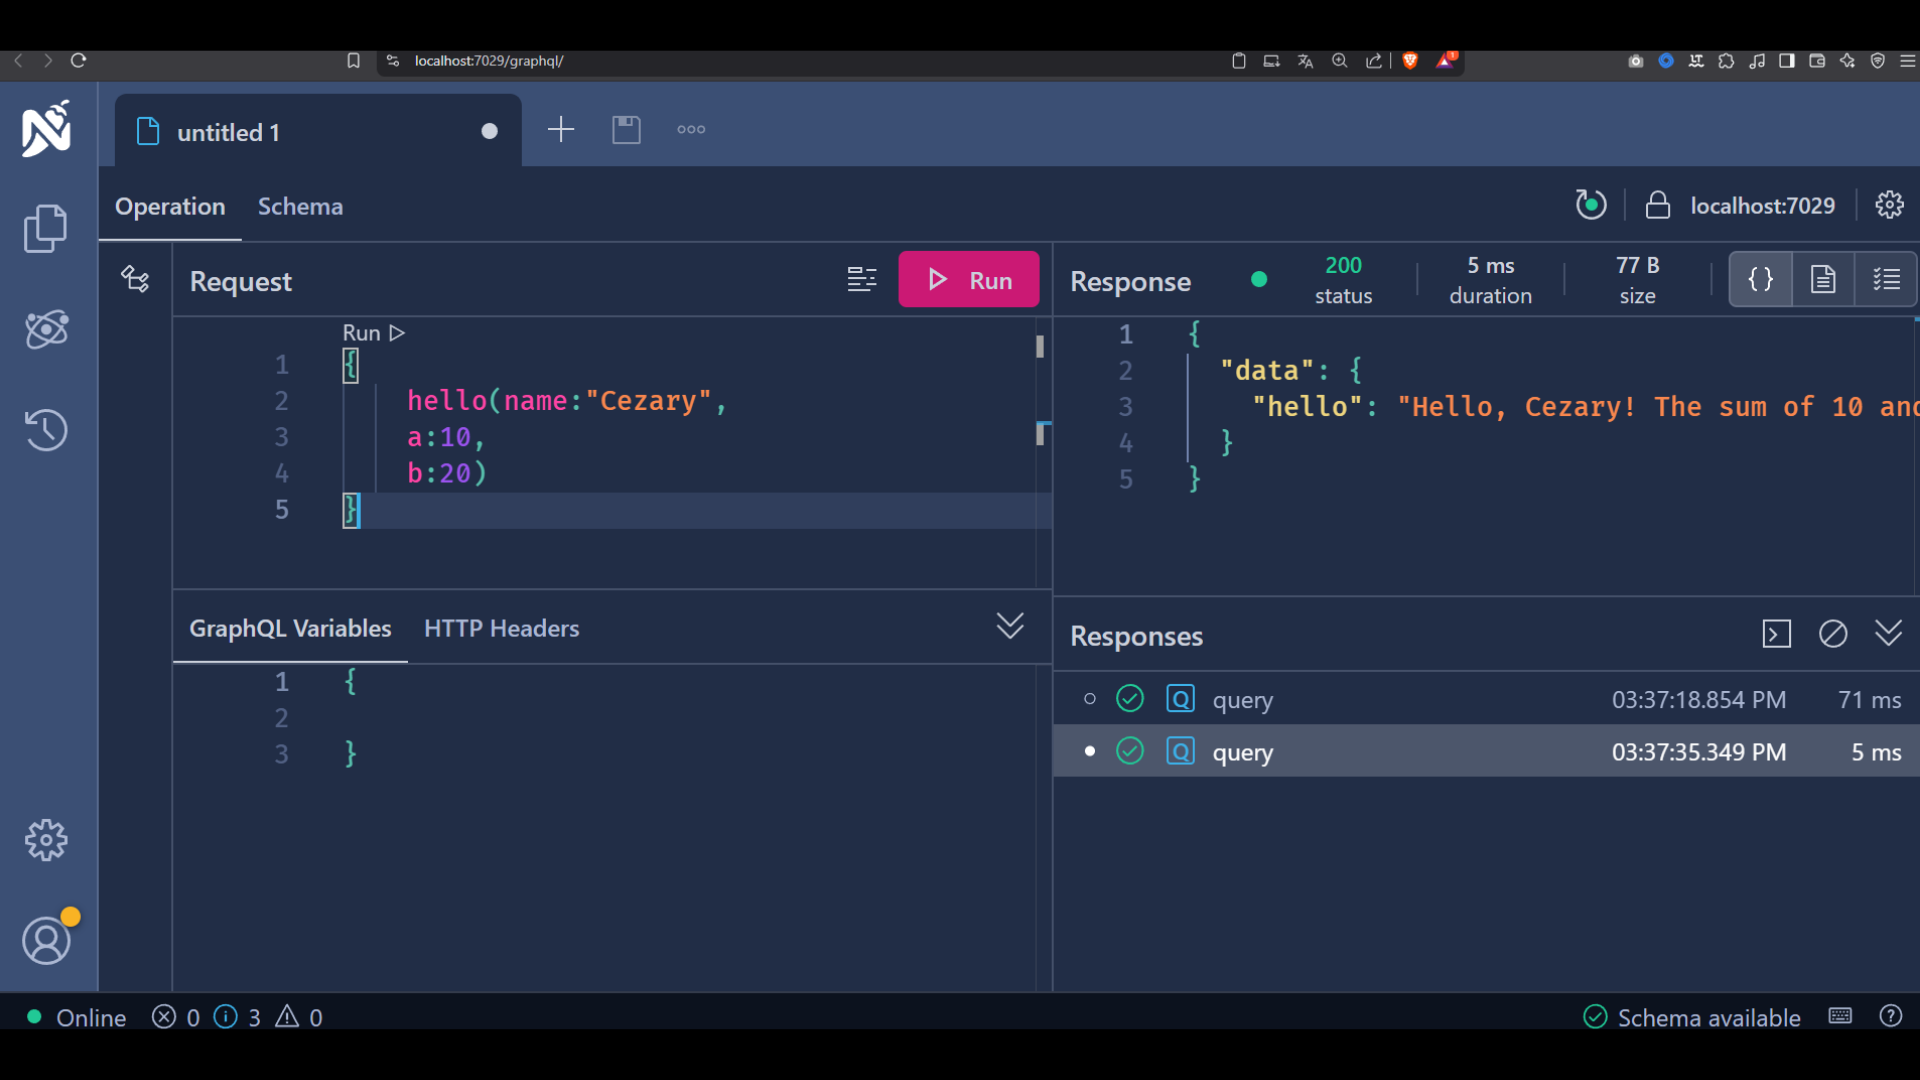 localhost:7029/graphql/
1
untitled 1
Operation Schema
localhost:7029
Request
Run
Run
1 {
2 hello(name:"Cezary",
3 a:10,
4 b:20)
5 }
Response
200 status
5 ms duration
77 B size
{}
1 {
2 "data": {
3 "hello": "Hello, Cezary! The sum of 10 and
4 }
5 }
GraphQL Variables HTTP Headers
1 {
2
3 }
Responses
Q query 03:37:18.854 PM 71 ms
Q query 03:37:35.349 PM 5 ms
Online 0 3 0
Schema available